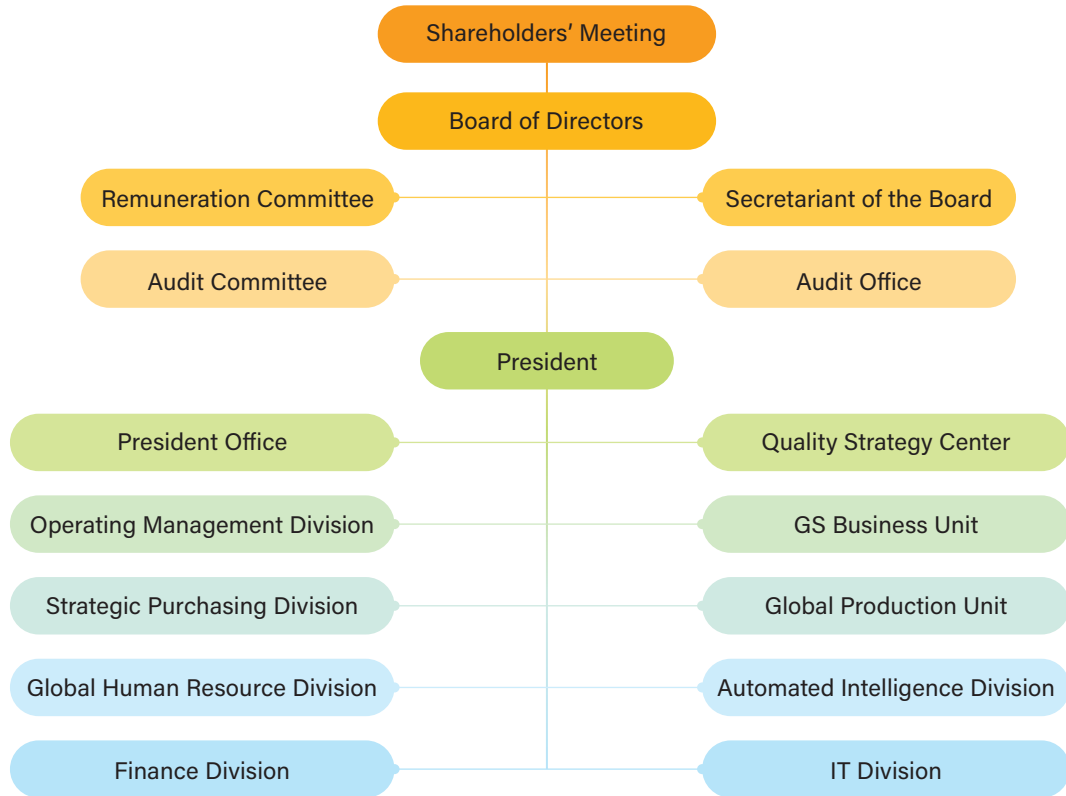 Shareholders’ Meeting
Board of Directors
Remuneration Committee
Secretariant of the Board
Audit Committee
Audit Office
President
President Office
Quality Strategy Center
Operating Management Division
GS Business Unit
Strategic Purchasing Division
Global Production Unit
Global Human Resource Division
Automated Intelligence Division
Finance Division
IT Division